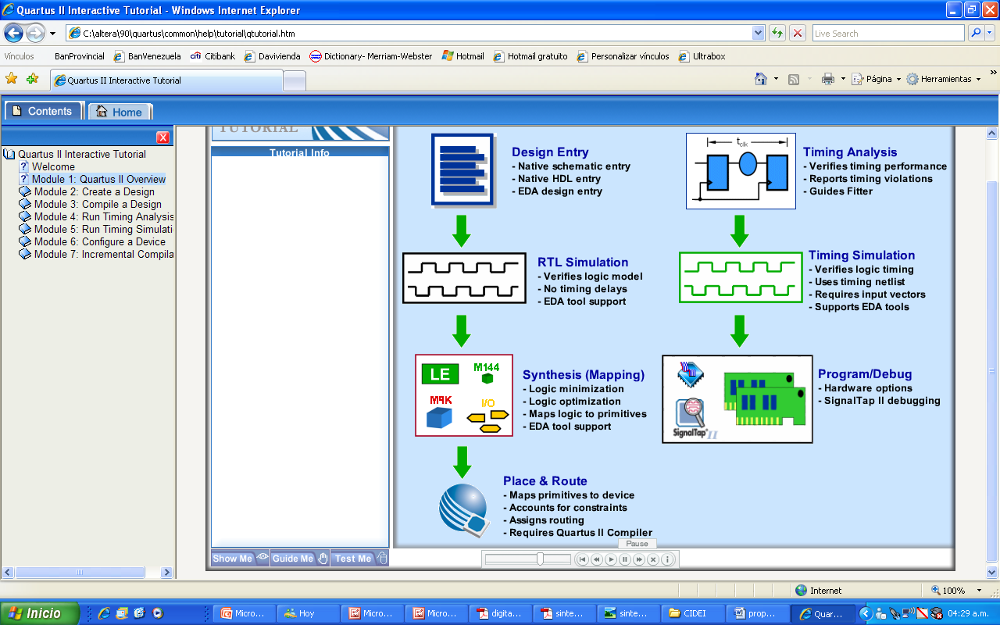 Quartus II Interactive Tutorial - Windows Internet Explorer
C:\altera\90\quartus\common\help\tutorial\qtutorial.htm
Live Search
Vínculos BanProvincial BanVenezuela citi Citibank Davivienda Dictionary- Merriam-Webster Hotmail Hotmail gratuito Personalizar vínculos Ultrabox
Quartus II Interactive Tutorial
Página Herramientas »
Contents Home
Quartus II Interactive Tutorial
Welcome
Module 1: Quartus II Overview
Module 2: Create a Design
Module 3: Compile a Design
Module 4: Run Timing Analysis
Module 5: Run Timing Simulati
Module 6: Configure a Device
Module 7: Incremental Compila
TUTORIAL
Tutorial Info
Show Me Guide Me Test Me
Design Entry
- Native schematic entry
- Native HDL entry
- EDA design entry
RTL Simulation
- Verifies logic model
- No timing delays
- EDA tool support
LE M144
M9K I/O
Synthesis (Mapping)
- Logic minimization
- Logic optimization
- Maps logic to primitives
- EDA tool support
Place & Route
- Maps primitives to device
- Accounts for constraints
- Assigns routing
- Requires Quartus II Compiler
tclk
Timing Analysis
- Verifies timing performance
- Reports timing violations
- Guides Fitter
Timing Simulation
- Verifies logic timing
- Uses timing netlist
- Requires input vectors
- Supports EDA tools
SignalTap® II
Program/Debug
- Hardware options
- SignalTap II debugging
Pause
Internet
100%
Inicio
Micro...
Hoy
Micro...
Micro...
digita...
sinte...
sinte...
CIDEI
prop...
Quar...
04:29 a.m.